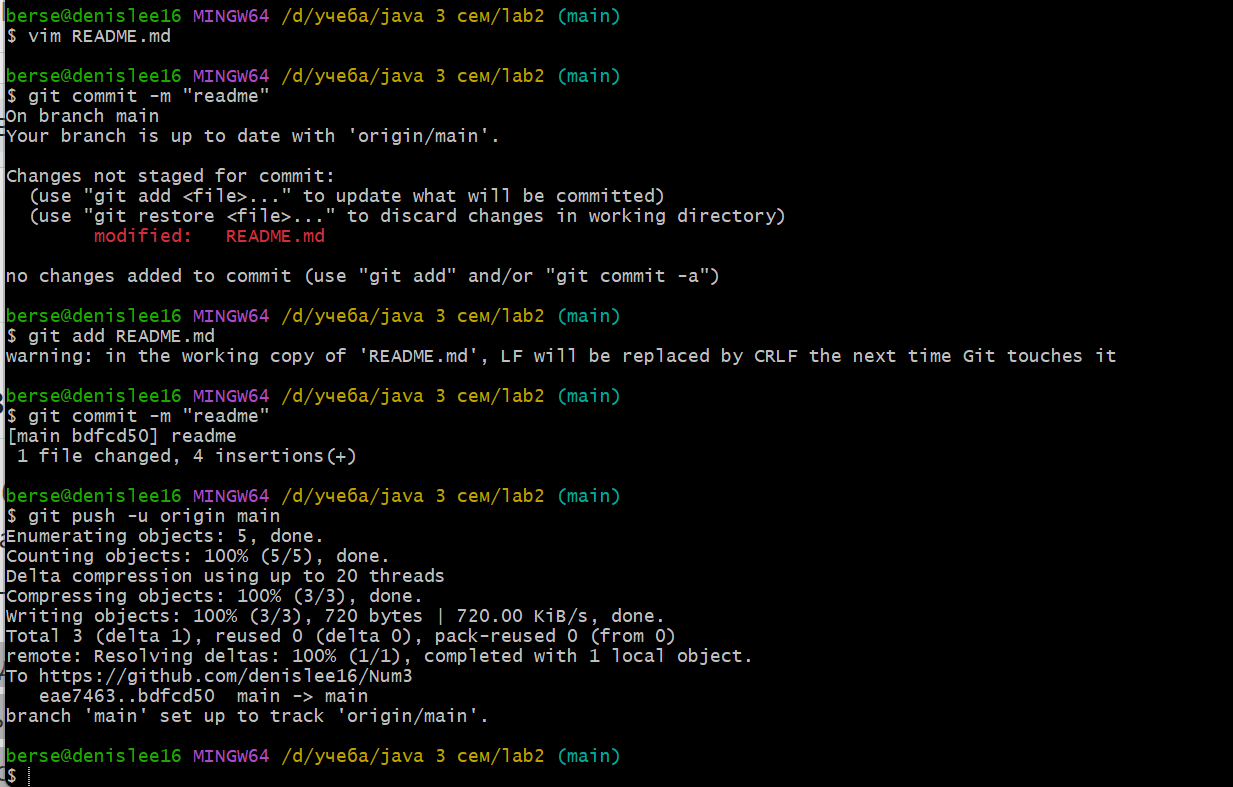 berse@denislee16 MINGW64 /d/учеба/java 3 сем/lab2 (main)
$ vim README.md
berse@denislee16 MINGW64 /d/учеба/java 3 сем/lab2 (main)
$ git commit -m "readme"
On branch main
Your branch is up to date with 'origin/main'.
Changes not staged for commit:
  (use "git add <file>..." to update what will be committed)
  (use "git restore <file>..." to discard changes in working directory)
        modified:   README.md
no changes added to commit (use "git add" and/or "git commit -a")
berse@denislee16 MINGW64 /d/учеба/java 3 сем/lab2 (main)
$ git add README.md
warning: in the working copy of 'README.md', LF will be replaced by CRLF the next time Git touches it
berse@denislee16 MINGW64 /d/учеба/java 3 сем/lab2 (main)
$ git commit -m "readme"
[main bdfcd50] readme
 1 file changed, 4 insertions(+)
berse@denislee16 MINGW64 /d/учеба/java 3 сем/lab2 (main)
$ git push -u origin main
Enumerating objects: 5, done.
Counting objects: 100% (5/5), done.
Delta compression using up to 20 threads
Compressing objects: 100% (3/3), done.
Writing objects: 100% (3/3), 720 bytes | 720.00 KiB/s, done.
Total 3 (delta 1), reused 0 (delta 0), pack-reused 0 (from 0)
remote: Resolving deltas: 100% (1/1), completed with 1 local object.
To https://github.com/denislee16/Num3
   eae7463..bdfcd50  main -> main
branch 'main' set up to track 'origin/main'.
berse@denislee16 MINGW64 /d/учеба/java 3 сем/lab2 (main)
$